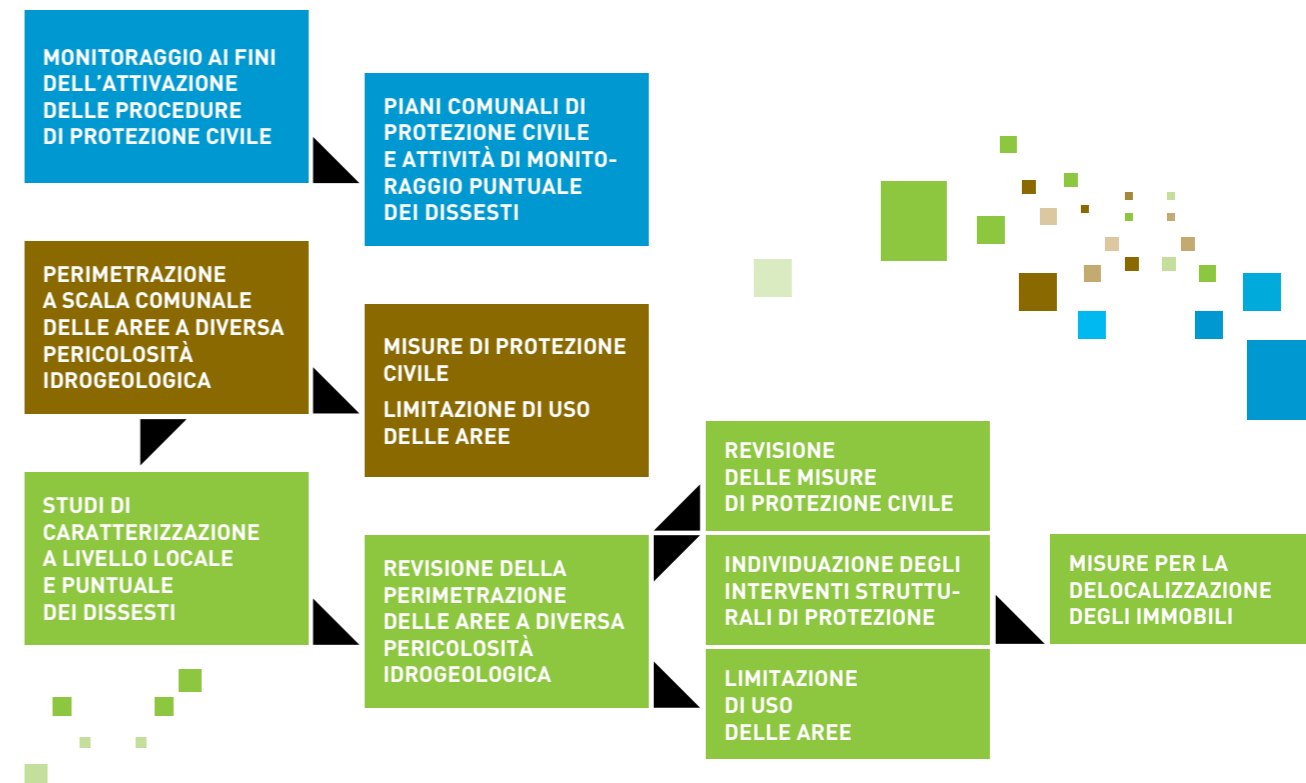 MONITORAGGIO AI FINI
DELL'ATTIVAZIONE
DELLE PROCEDURE
DI PROTEZIONE CIVILE
PIANI COMUNALI DI
PROTEZIONE CIVILE
E ATTIVITÀ DI MONITO-
RAGGIO PUNTUALE
DEI DISSESTI
PERIMETRAZIONE
A SCALA COMUNALE
DELLE AREE A DIVERSA
PERICOLOSITÀ
IDROGEOLOGICA
MISURE DI PROTEZIONE
CIVILE
LIMITAZIONE DI USO
DELLE AREE
STUDI DI
CARATTERIZZAZIONE
A LIVELLO LOCALE
E PUNTUALE
DEI DISSESTI
REVISIONE DELLA
PERIMETRAZIONE
DELLE AREE A DIVERSA
PERICOLOSITÀ
IDROGEOLOGICA
REVISIONE
DELLE MISURE
DI PROTEZIONE CIVILE
INDIVIDUAZIONE DEGLI
INTERVENTI STRUTTU-
RALI DI PROTEZIONE
LIMITAZIONE
DI USO
DELLE AREE
MISURE PER LA
DELOCALIZZAZIONE
DEGLI IMMOBILI